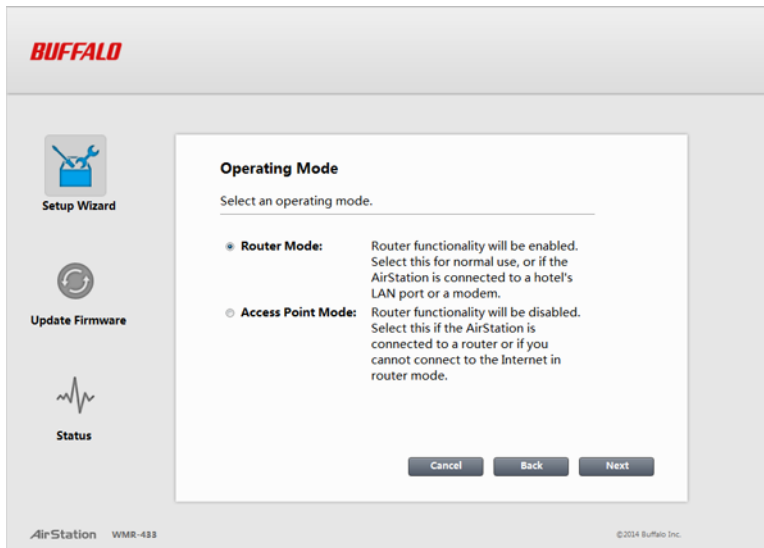 BUFFALO
Setup Wizard
Update Firmware
Status
Operating Mode
Select an operating mode.
Router Mode:
Router functionality will be enabled.
Select this for normal use, or if the
AirStation is connected to a hotel's
LAN port or a modem.
Access Point Mode:
Router functionality will be disabled.
Select this if the AirStation is
connected to a router or if you
cannot connect to the Internet in
router mode.
Cancel Back Next
AirStation WMR-433
©2014 Buffalo Inc.